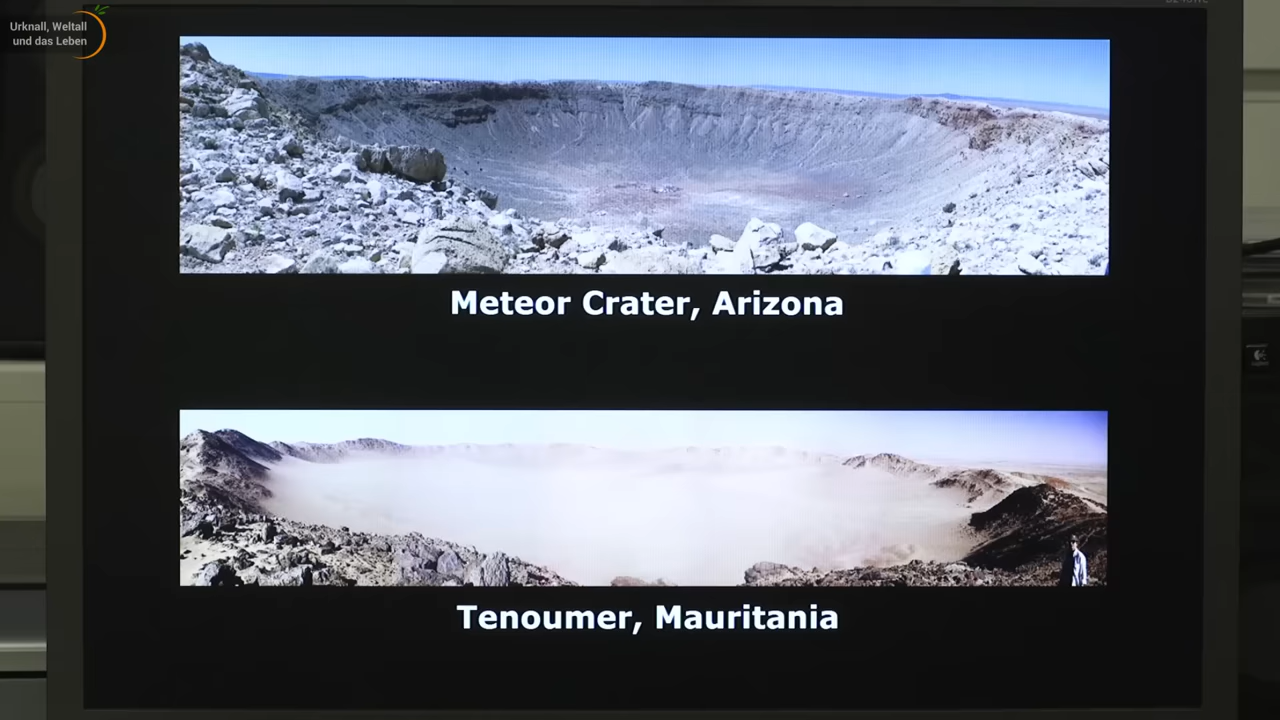 Urknall, Weltall
und das Leben
Meteor Crater, Arizona
Tenoumer, Mauritania